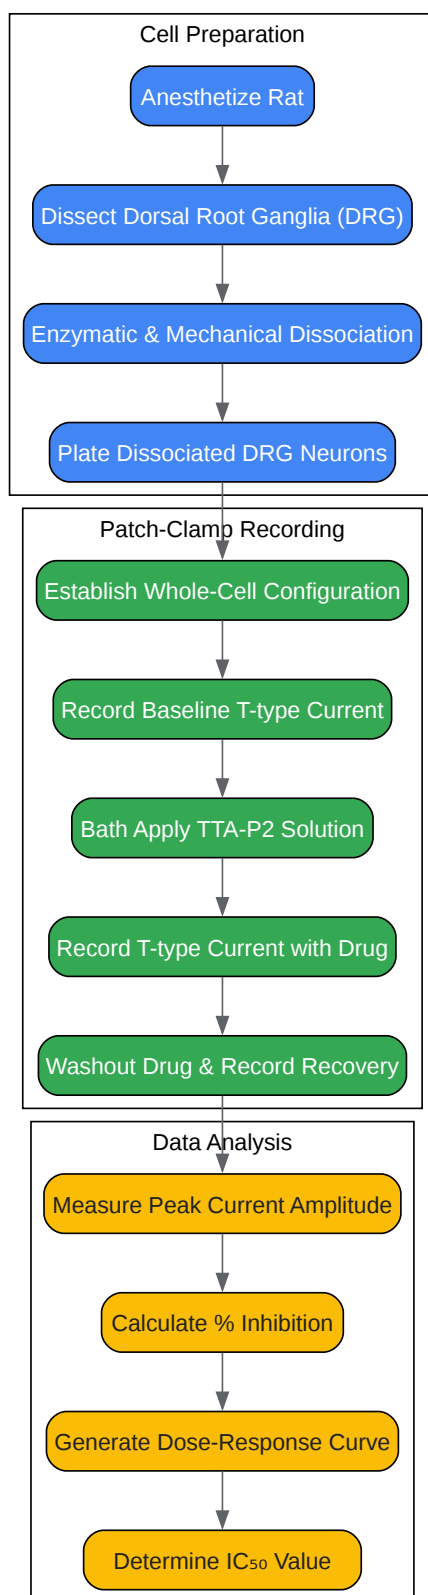 Cell Preparation
Anesthetize Rat
Dissect Dorsal Root Ganglia (DRG)
Enzymatic & Mechanical Dissociation
Plate Dissociated DRG Neurons
Patch-Clamp Recording
Establish Whole-Cell Configuration
Record Baseline T-type Current
Bath Apply TTA-P2 Solution
Record T-type Current with Drug
Washout Drug & Record Recovery
Data Analysis
Measure Peak Current Amplitude
Calculate % Inhibition
Generate Dose-Response Curve
Determine IC₅₀ Value